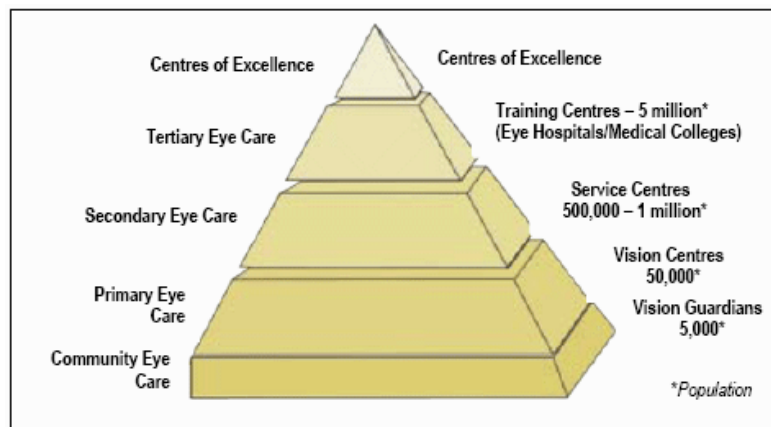 Centres of Excellence
Centres of Excellence
Tertiary Eye Care
Training Centres – 5 million*
(Eye Hospitals/Medical Colleges)
Secondary Eye Care
Service Centres
500,000 – 1 million*
Primary Eye
Care
Vision Centres
50,000*
Community Eye
Care
Vision Guardians
5,000*
*Population